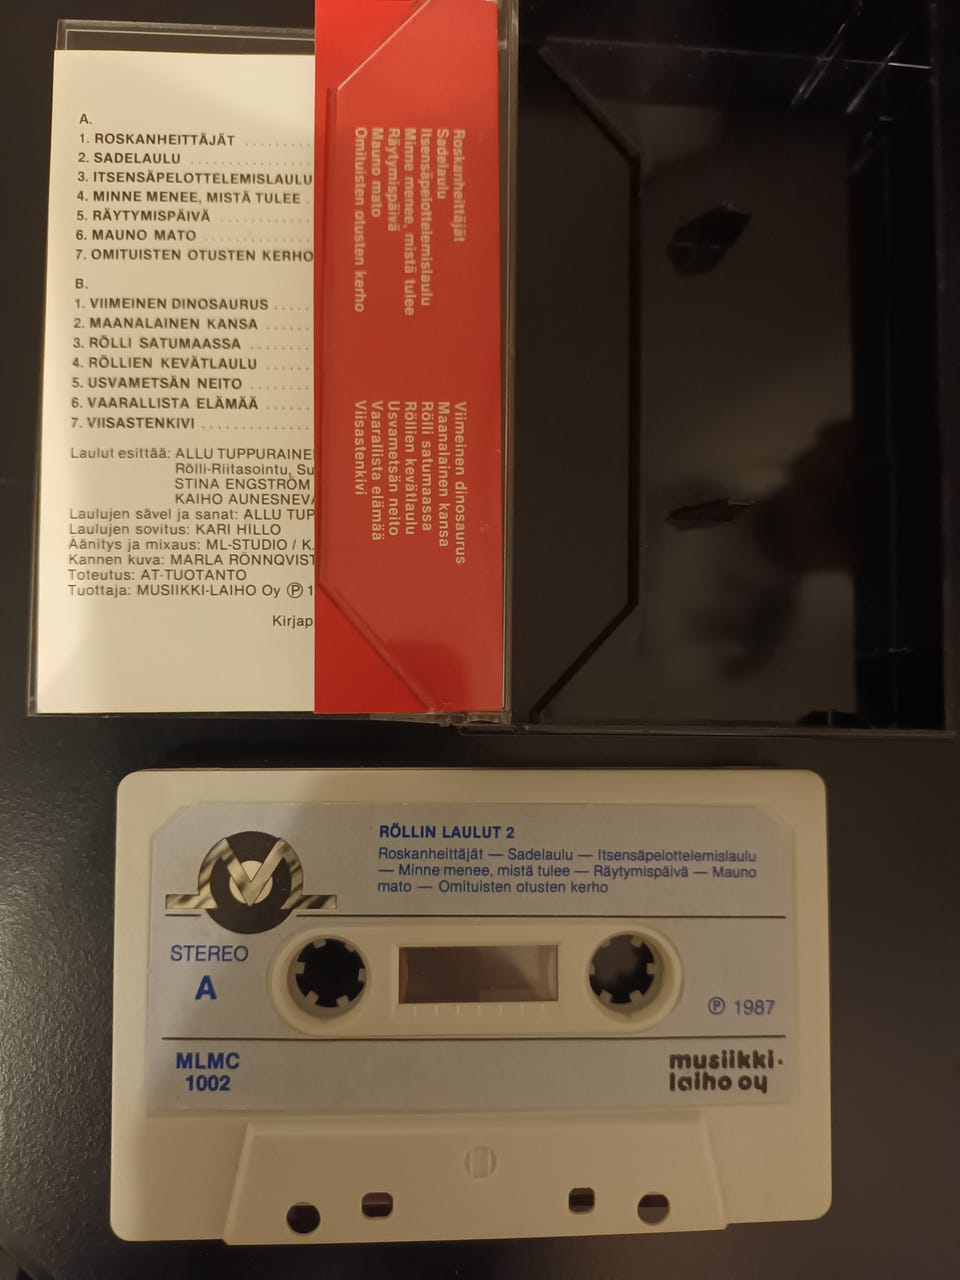 A.
1. ROSKANHEITTÄJÄT
2. SADELAULU
3. ITSENSÄPELOTTELEMISLAULU
4. MINNE MENEE, MISTÄ TULEE
5. RÄYTYMISPÄIVÄ
6. MAUNO MATO
7. OMITUISTEN OTUSTEN KERHO
B.
1. VIIMEINEN DINOSAURUS
2. MAANALAINEN KANSA
3. RÖLLI SATUMAASSA
4. RÖLLIEN KEVÄTLAULU
5. USVAMETSÄN NEITO
6. VAARALLISTA ELÄMÄÄ
7. VIISASTENKIVI
Laulut esittää: ALLU TUPPURAINE
Rölli-Riitasointu, Su
STINA ENGSTRÖM
KAIHO AUNESNEVA
Laulujen sävel ja sanat: ALLU TUP
Laulujen sovitus: KARI HILLO
Äänitys ja mixaus: ML-STUDIO / K.
Kannen kuva: MARLA RÖNNQVIST
Toteutus: AT-TUOTANTO
Tuottaja: MUSIIKKI-LAIHO Oy Ⓟ 1
Kirjap
Roskanheittäjät
Sadelaulu
Itsensäpelottelemislaulu
Minne menee, mistä tulee
Räytymispäivä
Mauno mato
Omituisten otusten kerho
Viimeinen dinosaurus
Maanalainen kansa
Rölli satumaassa
Röllien kevätlaulu
Usvametsän neito
Vaarallista elämää
Viisastenkivi
RÖLLIN LAULUT 2
Roskanheittäjät — Sadelaulu — Itsensäpelottelemislaulu
— Minne menee, mistä tulee — Räytymispäivä — Mauno
mato — Omituisten otusten kerho
STEREO
A
Ⓟ 1987
MLMC
1002
musiikki-
laiho oy